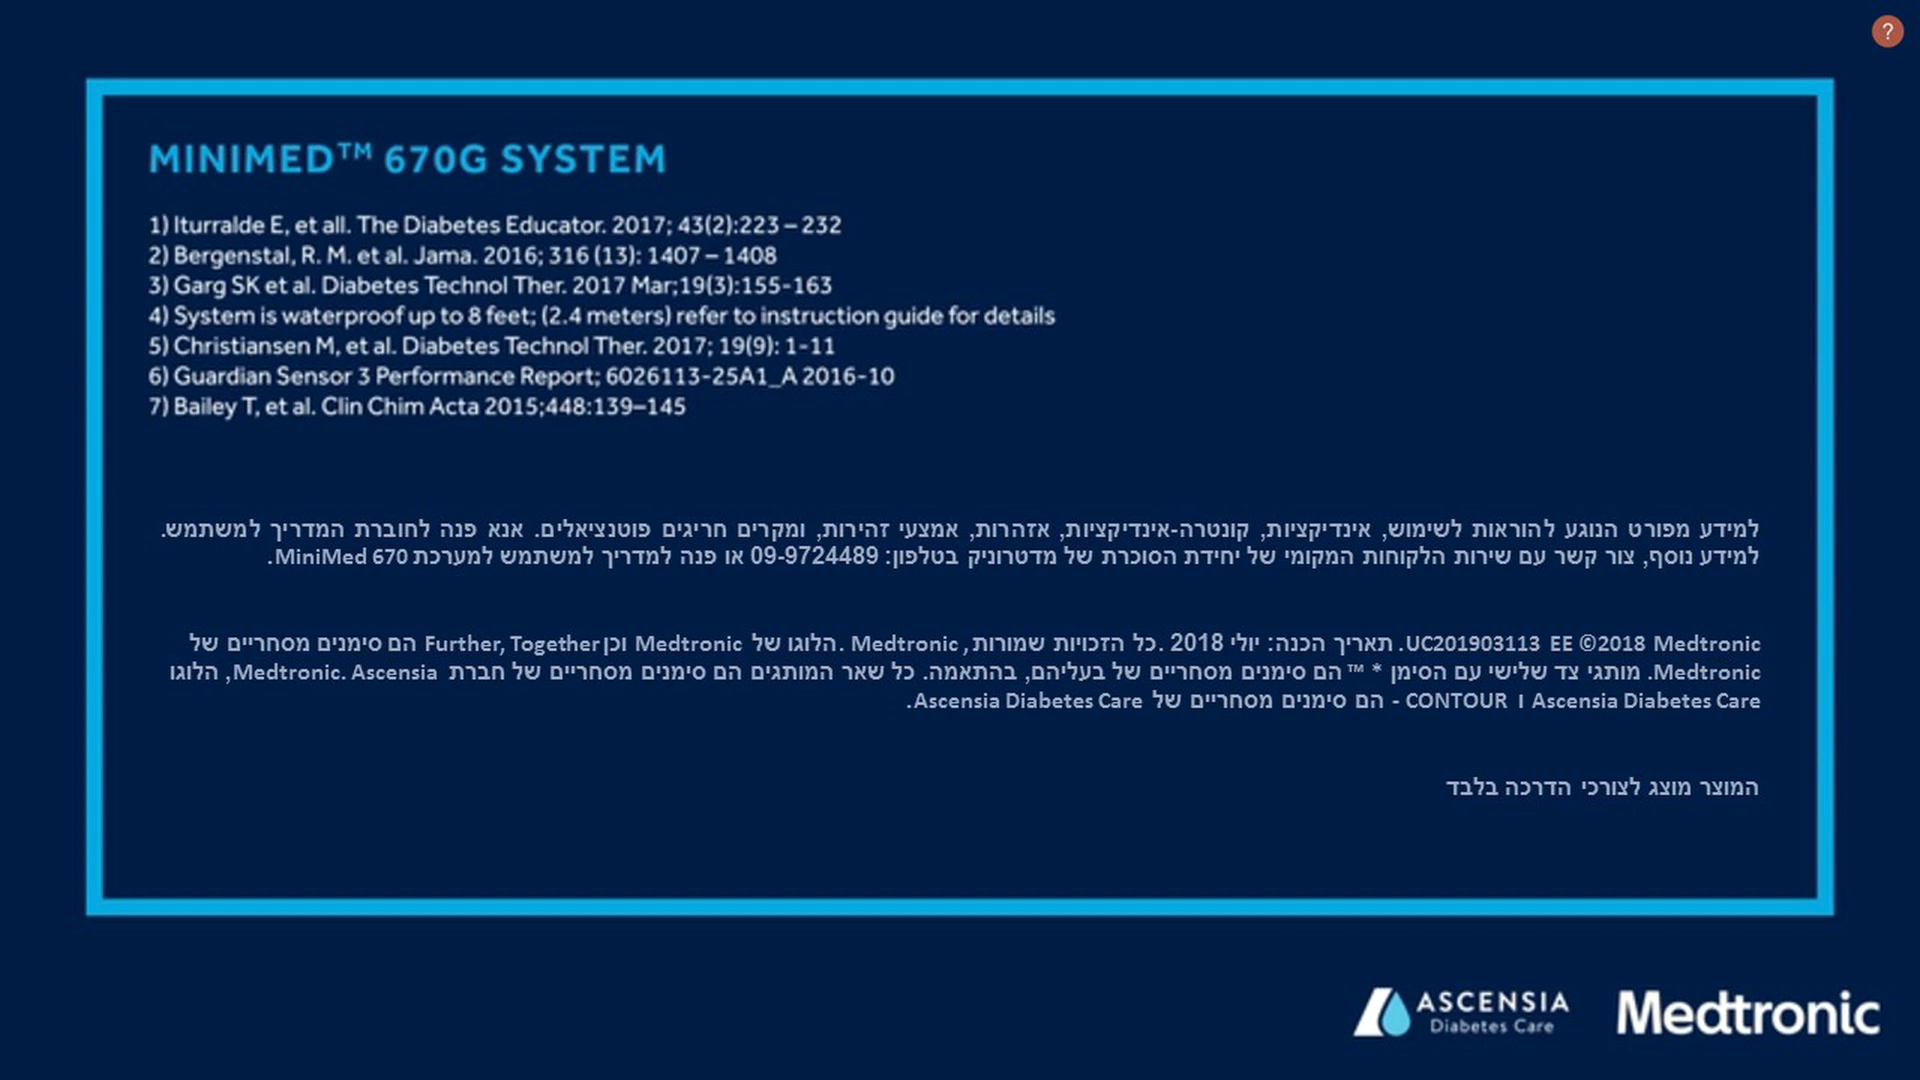 ?
MINIMED™ 670G SYSTEM
1) Iturralde E, et all. The Diabetes Educator. 2017; 43(2):223 – 232
2) Bergenstal, R. M. et al. Jama. 2016; 316 (13): 1407 – 1408
3) Garg SK et al. Diabetes Technol Ther. 2017 Mar;19(3):155-163
4) System is waterproof up to 8 feet; (2.4 meters) refer to instruction guide for details
5) Christiansen M, et al. Diabetes Technol Ther. 2017; 19(9): 1-11
6) Guardian Sensor 3 Performance Report; 6026113-25A1_A 2016-10
7) Bailey T, et al. Clin Chim Acta 2015;448:139–145
למידע מפורט הנוגע להוראות לשימוש, אינדיקציות, קונטרה-אינדיקציות, אזהרות, אמצעי זהירות, ומקרים חריגים פוטנציאלים. אנא פנה לחוברת המדריך למשתמש.
למידע נוסף, צור קשר עם שירות הלקוחות המקומי של יחידת הסוכרת של מדטרוניק בטלפון: 09-9724489 או פנה למדריך למשתמש למערכת MiniMed 670.
UC201903113 EE ©2018 Medtronic. תאריך הכנה: יולי 2018 .כל הזכויות שמורות, Medtronic .הלוגו של Medtronic וכן Further, Together הם סימנים מסחריים של
Medtronic. מותגי צד שלישי עם הסימן * ™ הם סימנים מסחריים של בעליהם, בהתאמה. כל שאר המותגים הם סימנים מסחריים של חברת Medtronic. Ascensia, הלוגו
Ascensia Diabetes Care ו CONTOUR - הם סימנים מסחריים של Ascensia Diabetes Care.
המוצר מוצג לצורכי הדרכה בלבד
ASCENSIA
Diabetes Care
Medtronic